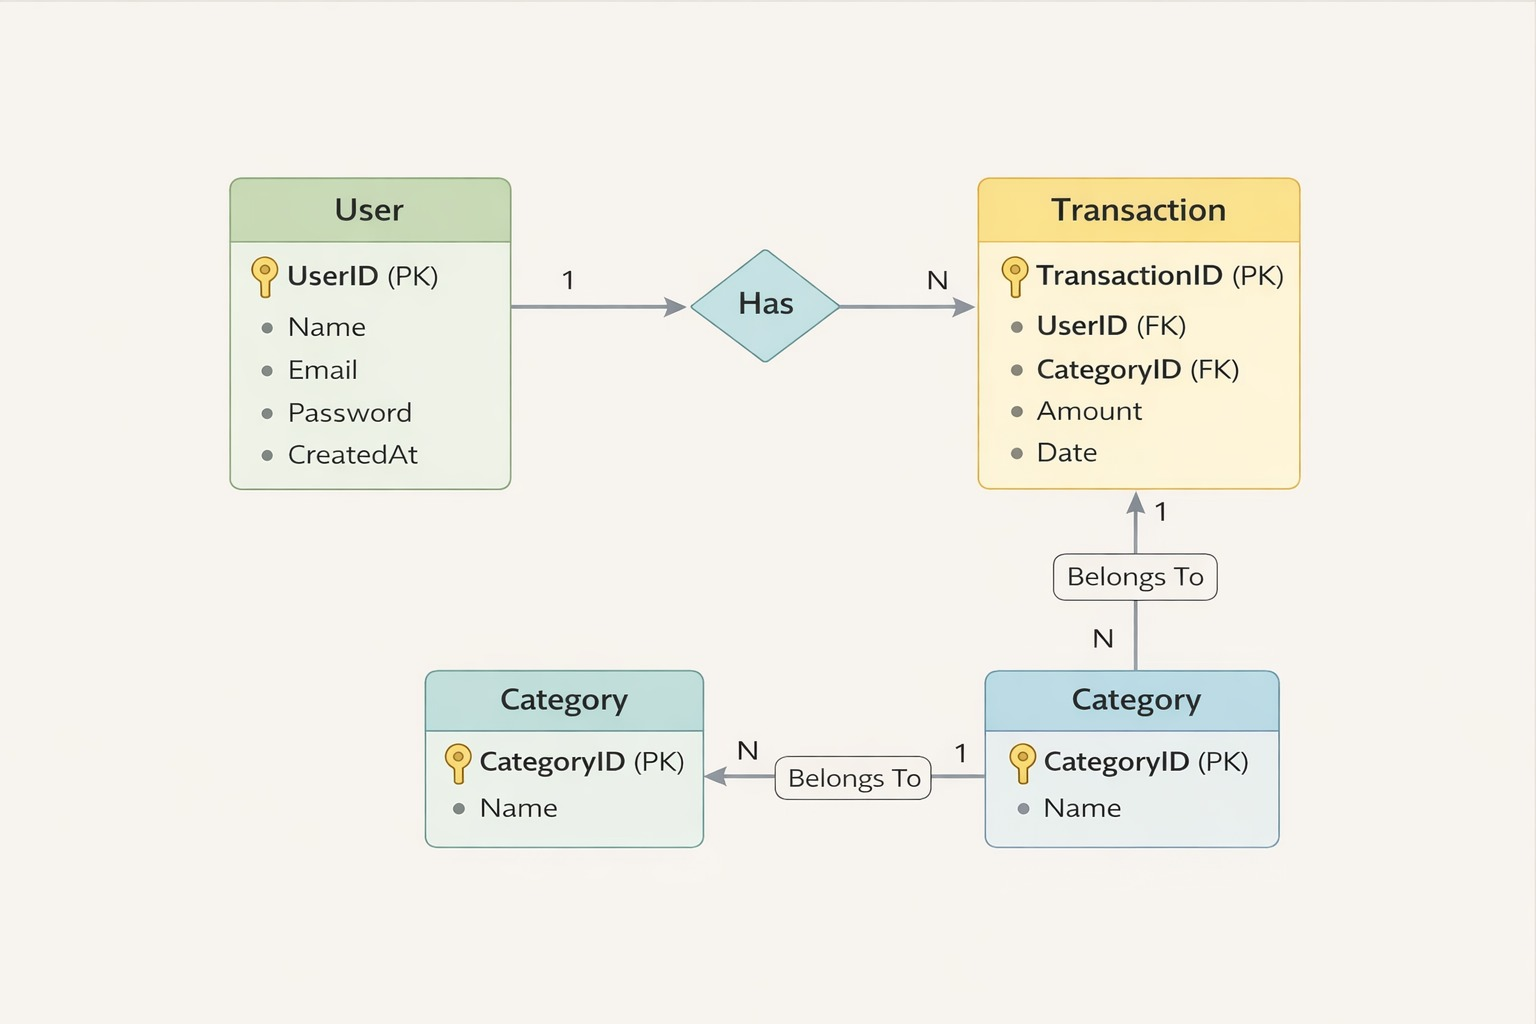 User
UserID (PK)
Name
Email
Password
CreatedAt
1
Has
N
Transaction
TransactionID (PK)
UserID (FK)
CategoryID (FK)
Amount
Date
1
Belongs To
N
Category
CategoryID (PK)
Name
N
Belongs To
1
Category
CategoryID (PK)
Name